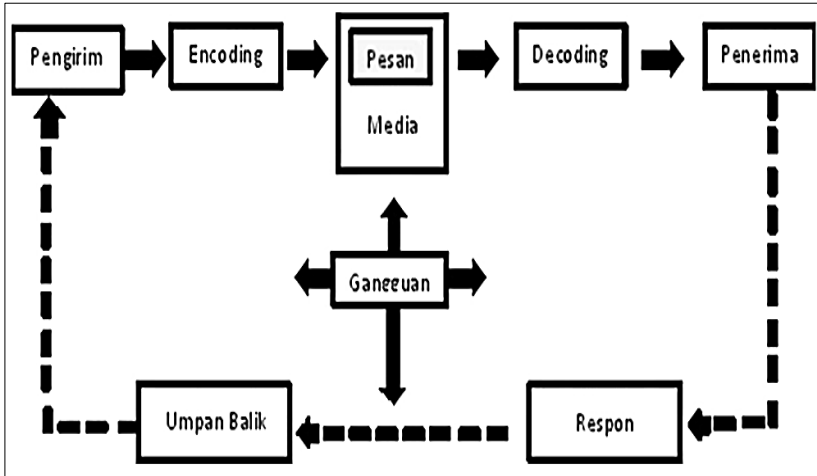 Pengirim
Encoding
Pesan
Media
Decoding
Penerima
Gangguan
Umpan Balik
Respon